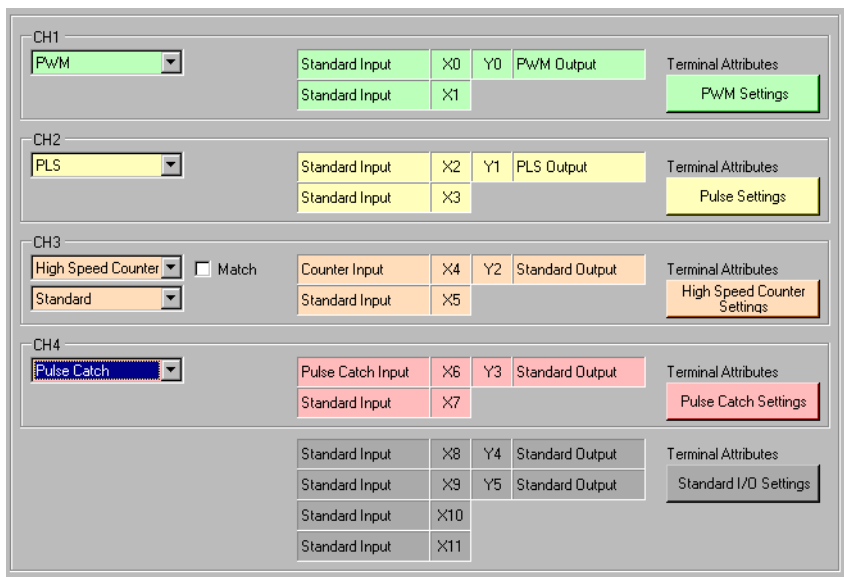 CH1
PWM
Standard Input X0 Y0 PWM Output
Terminal Attributes
Standard Input X1
PWM Settings
CH2
PLS
Standard Input X2 Y1 PLS Output
Terminal Attributes
Standard Input X3
Pulse Settings
CH3
High Speed Counter
Match
Counter Input X4 Y2 Standard Output
Terminal Attributes
Standard
Standard Input X5
High Speed Counter
Settings
CH4
Pulse Catch
Pulse Catch Input X6 Y3 Standard Output
Terminal Attributes
Standard Input X7
Pulse Catch Settings
Standard Input X8 Y4 Standard Output
Terminal Attributes
Standard Input X9 Y5 Standard Output
Standard I/O Settings
Standard Input X10
Standard Input X11